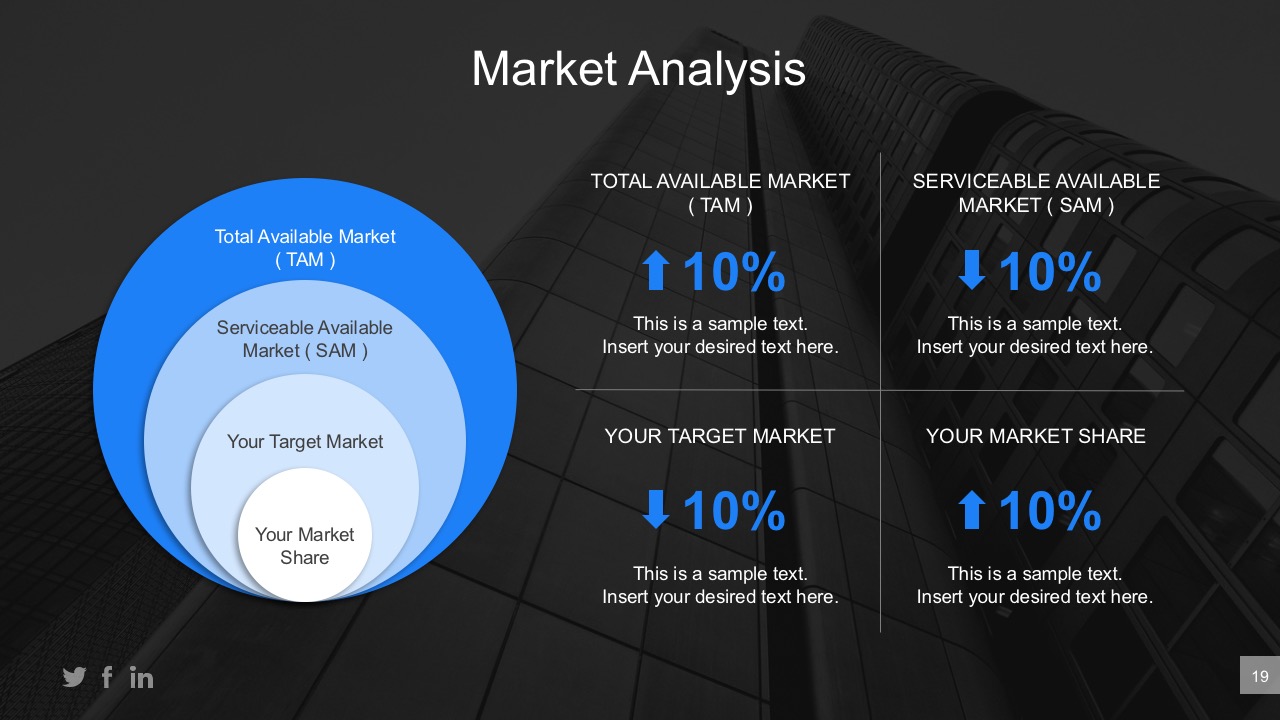 Market Analysis
Total Available Market
( TAM )
Serviceable Available
Market ( SAM )
Your Target Market
Your Market
Share
TOTAL AVAILABLE MARKET
( TAM )
10%
This is a sample text.
Insert your desired text here.
SERVICEABLE AVAILABLE
MARKET ( SAM )
10%
This is a sample text.
Insert your desired text here.
YOUR TARGET MARKET
10%
This is a sample text.
Insert your desired text here.
YOUR MARKET SHARE
10%
This is a sample text.
Insert your desired text here.
f
in
19